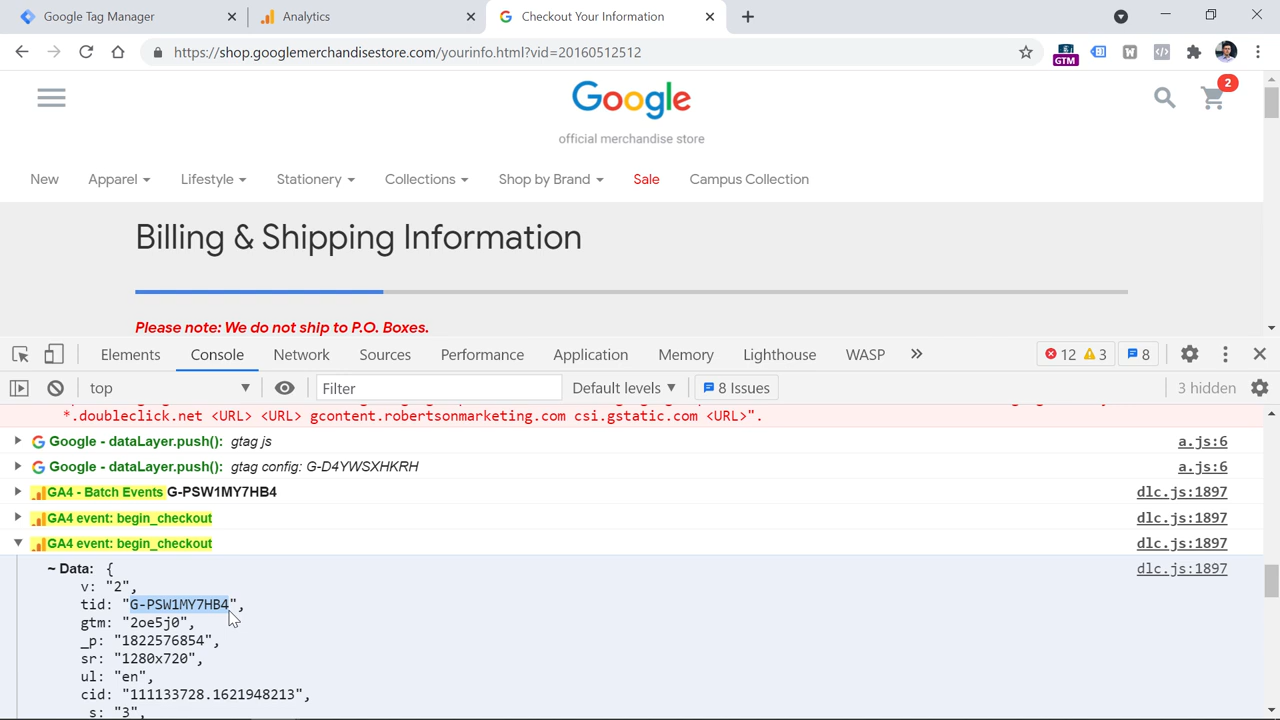 Google Tag Manager
Analytics
Checkout Your Information
https://shop.googlemerchandisestore.com/yourinfo.html?vid=20160512512
GTM
W
Google
official merchandise store
2
New Apparel Lifestyle Stationery Collections Shop by Brand Sale Campus Collection
Billing & Shipping Information
Please note: We do not ship to P.O. Boxes.
Elements Console Network Sources Performance Application Memory Lighthouse WASP » 12 3 8
top Filter Default levels 8 Issues 3 hidden
*.doubleclick.net <URL> <URL> gcontent.robertsonmarketing.com csi.gstatic.com <URL>".
Google - dataLayer.push(): gtag js a.js:6
Google - dataLayer.push(): gtag config: G-D4YWSXHKRH a.js:6
GA4 - Batch Events G-PSW1MY7HB4 dlc.js:1897
GA4 event: begin_checkout dlc.js:1897
GA4 event: begin_checkout dlc.js:1897
~ Data: { dlc.js:1897
v: "2",
tid: "G-PSW1MY7HB4",
gtm: "2oe5j0",
_p: "1822576854",
sr: "1280x720",
ul: "en",
cid: "111133728.1621948213",
_s: "3",